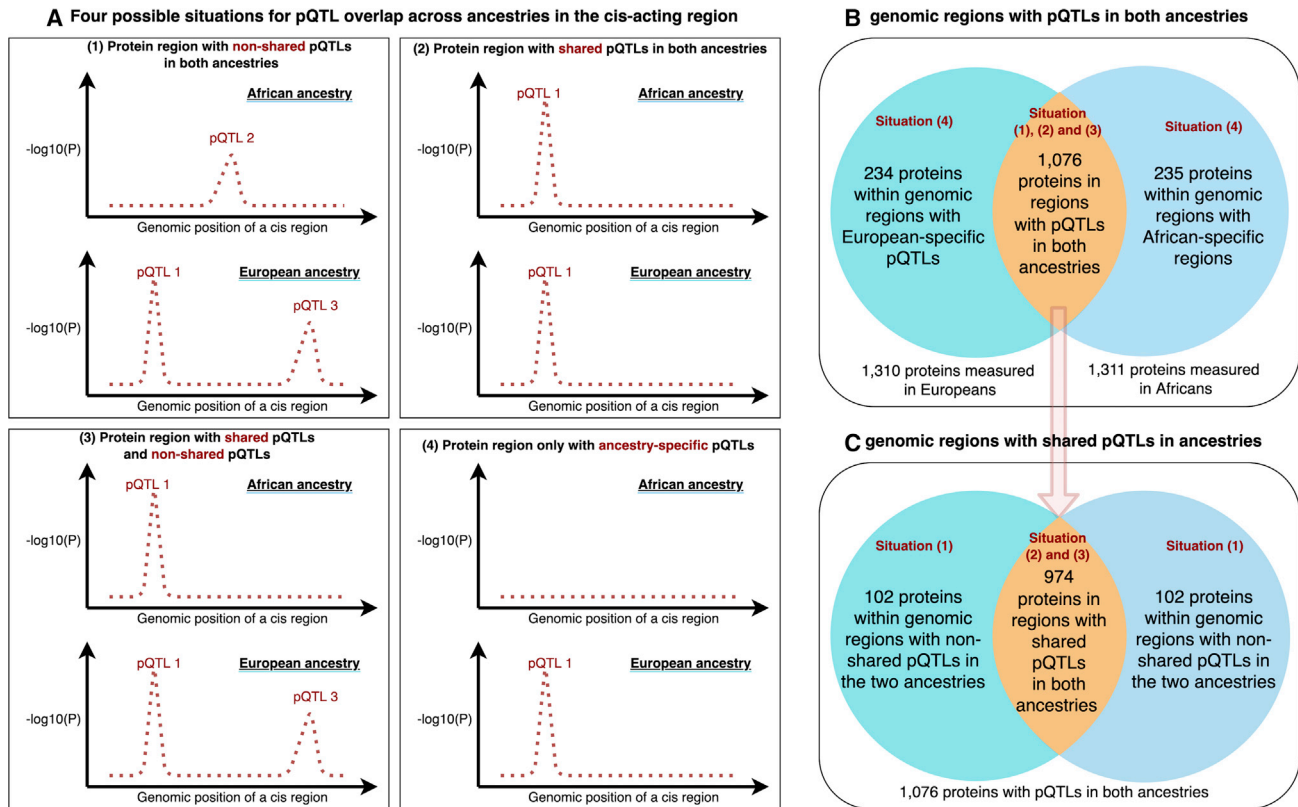 A Four possible situations for pQTL overlap across ancestries in the cis-acting region
(1) Protein region with non-shared pQTLs
in both ancestries
African ancestry
pQTL 2
-log10(P)
Genomic position of a cis region
pQTL 1
European ancestry
pQTL 3
-log10(P)
Genomic position of a cis region
(2) Protein region with shared pQTLs in both ancestries
pQTL 1
African ancestry
-log10(P)
Genomic position of a cis region
pQTL 1
European ancestry
-log10(P)
Genomic position of a cis region
(3) Protein region with shared pQTLs
and non-shared pQTLs
pQTL 1
African ancestry
-log10(P)
Genomic position of a cis region
pQTL 1
European ancestry
pQTL 3
-log10(P)
Genomic position of a cis region
(4) Protein region only with ancestry-specific pQTLs
African ancestry
-log10(P)
Genomic position of a cis region
pQTL 1
European ancestry
-log10(P)
Genomic position of a cis region
B genomic regions with pQTLs in both ancestries
Situation (4)
234 proteins
within genomic
regions with
European-specific
pQTLs
Situation
(1), (2) and (3)
1,076
proteins in
regions
with pQTLs
in both
ancestries
Situation (4)
235 proteins
within genomic
regions with
African-specific
regions
1,310 proteins measured
in Europeans
1,311 proteins measured
in Africans
C genomic regions with shared pQTLs in ancestries
Situation (1)
102 proteins
within genomic
regions with non-
shared pQTLs in
the two ancestries
Situation
(2) and (3)
974
proteins in
regions with
shared
pQTLs
in both
ancestries
Situation (1)
102 proteins
within genomic
regions with non-
shared pQTLs in
the two ancestries
1,076 proteins with pQTLs in both ancestries